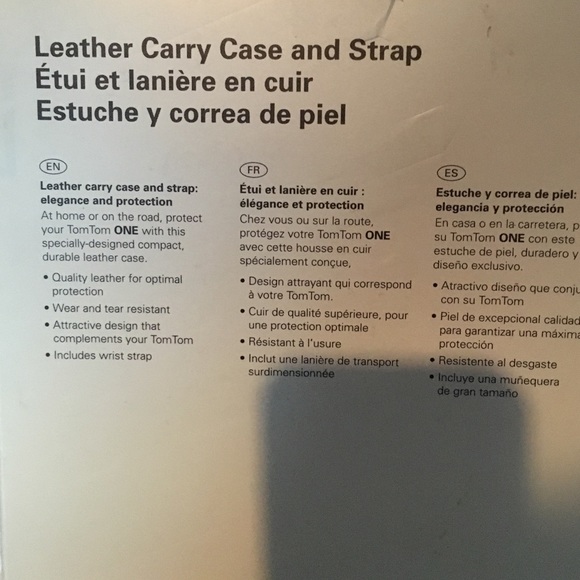 Leather Carry Case and Strap
Étui et lanière en cuir
Estuche y correa de piel
EN
Leather carry case and strap:
elegance and protection
At home or on the road, protect
your TomTom ONE with this
specially-designed compact,
durable leather case.
• Quality leather for optimal
protection
• Wear and tear resistant
• Attractive design that
complements your TomTom
• Includes wrist strap
FR
Étui et lanière en cuir :
élégance et protection
Chez vous ou sur la route,
protégez votre TomTom ONE
avec cette housse en cuir
spécialement conçue,
• Design attrayant qui correspond
à votre TomTom.
• Cuir de qualité supérieure, pour
une protection optimale
• Résistant à l'usure
• Inclut une lanière de transport
surdimensionnée
ES
Estuche y correa de piel:
elegancia y protección
En casa o en la carretera,
su TomTom ONE con este
estuche de piel, duradero y
diseño exclusivo.
• Atractivo diseño que
con su TomTom
• Piel de excepcional calidad
para garantizar una máxima
protección
• Resistente al desgaste
• Incluye una muñequera
de gran tamaño